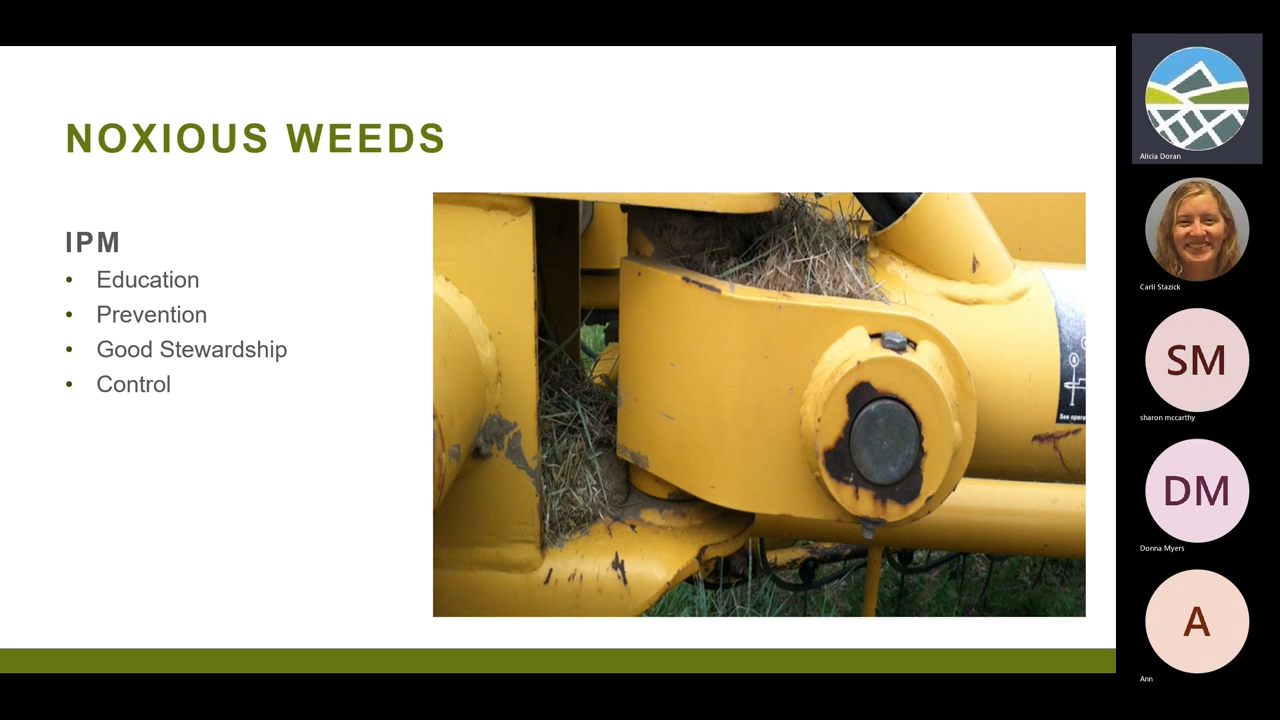 NOXIOUS WEEDS
IPM
• Education
• Prevention
• Good Stewardship
• Control
Alicia Doran
Carli Stazick
SM
sharon mccarthy
DM
Donna Myers
A
Ann